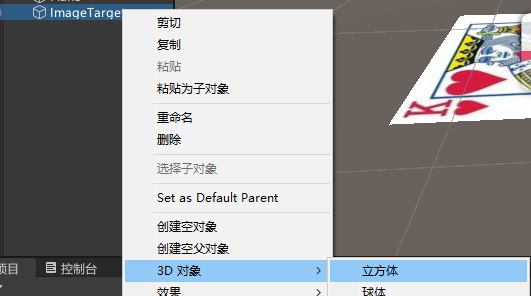 ImageTarge
剪切
复制
粘贴
粘贴为子对象
重命名
删除
选择子对象
Set as Default Parent
创建空对象
创建空父对象
3D 对象
立方体
项目
控制台
效果
球体
K